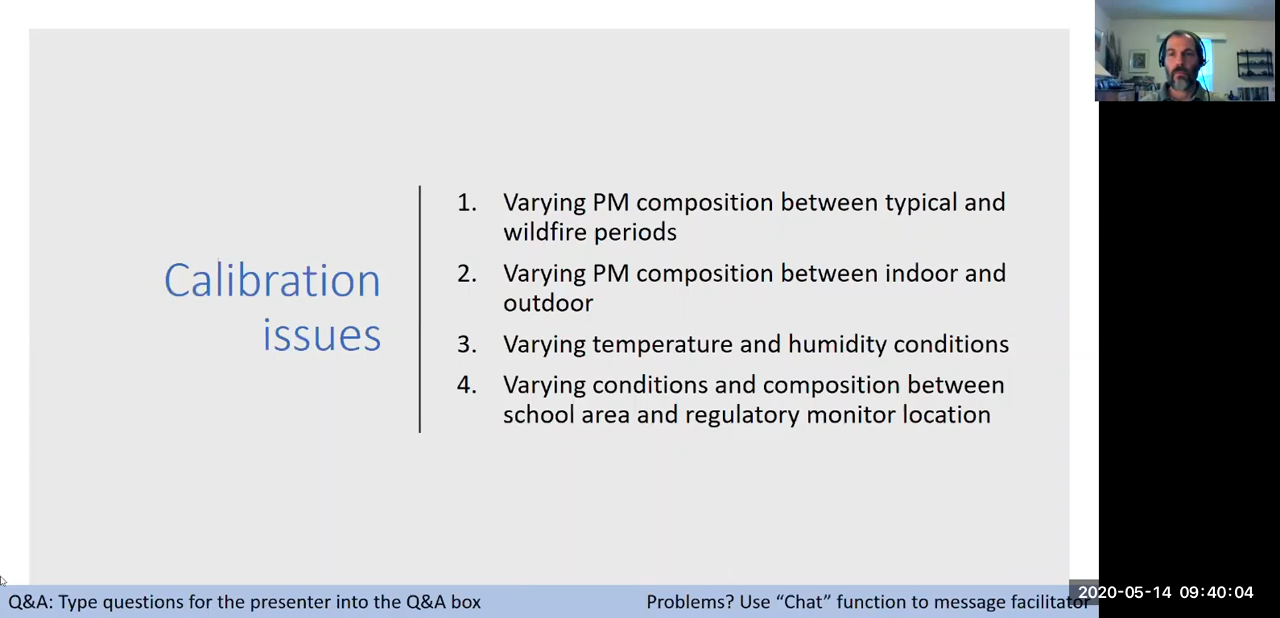 Calibration
issues
1. Varying PM composition between typical and
wildfire periods
2. Varying PM composition between indoor and
outdoor
3. Varying temperature and humidity conditions
4. Varying conditions and composition between
school area and regulatory monitor location
Q&A: Type questions for the presenter into the Q&A box
Problems? Use “Chat” function to message facilitator
2020-05-14 09:40:04